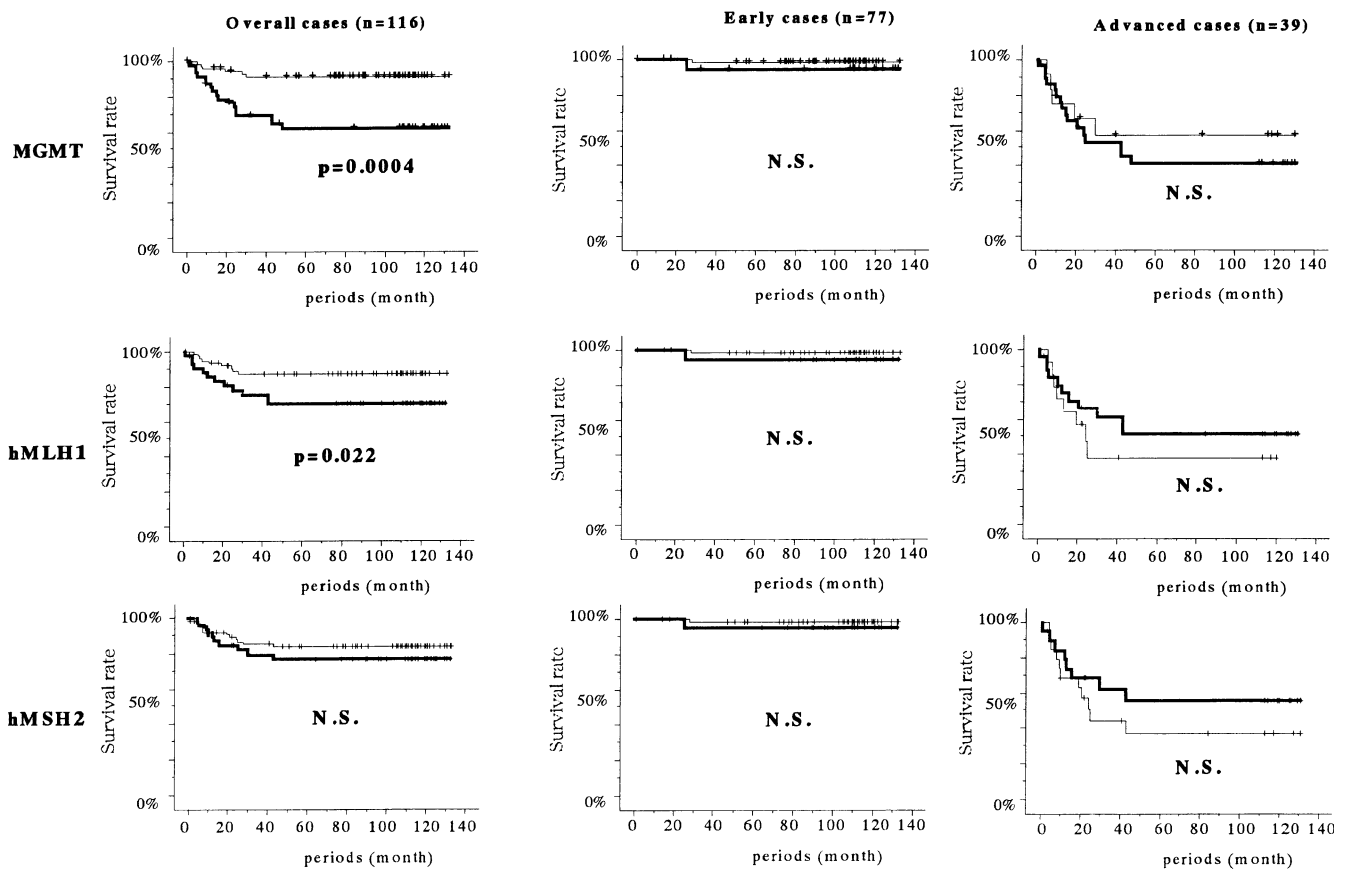 Overall cases (n=116)
Early cases (n=77)
Advanced cases (n=39)
MGMT
Survival rate
100%
50%
0%
p=0.0004
0 20 40 60 80 100 120 140
periods (month)
Survival rate
100%
50%
0%
N.S.
0 20 40 60 80 100 120 140
periods (month)
Survival rate
100%
50%
0%
N.S.
0 20 40 60 80 100 120 140
periods (month)
hMLH1
Survival rate
100%
50%
0%
p=0.022
0 20 40 60 80 100 120 140
periods (month)
Survival rate
100%
50%
0%
N.S.
0 20 40 60 80 100 120 140
periods (month)
Survival rate
100%
50%
0%
N.S.
0 20 40 60 80 100 120 140
periods (month)
hMSH2
Survival rate
100%
50%
0%
N.S.
0 20 40 60 80 100 120 140
periods (month)
Survival rate
100%
50%
0%
N.S.
0 20 40 60 80 100 120 140
periods (month)
Survival rate
100%
50%
0%
N.S.
0 20 40 60 80 100 120 140
periods (month)